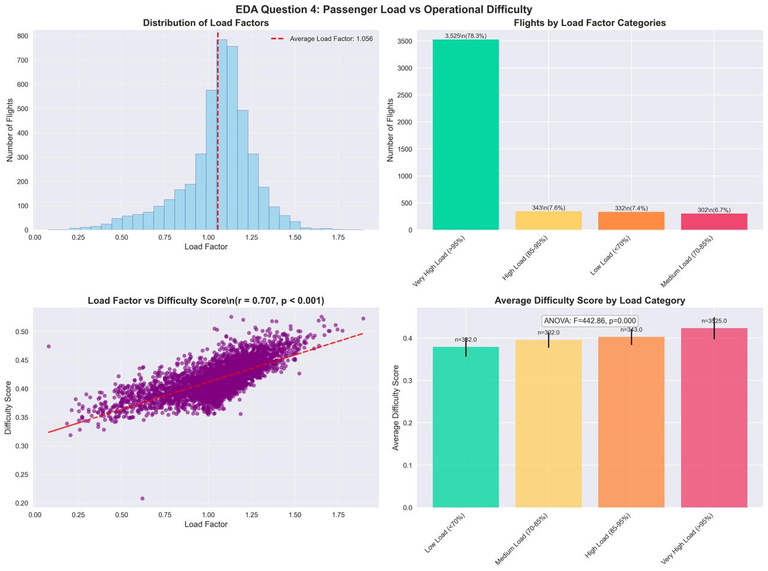 EDA Question 4: Passenger Load vs Operational Difficulty
Distribution of Load Factors
Average Load Factor: 1.056
Number of Flights
800
700
600
500
400
300
200
100
0
0.00 0.25 0.50 0.75 1.00 1.25 1.50 1.75
Load Factor
Flights by Load Factor Categories
3,525\n(78.3%)
343\n(7.6%)
332\n(7.4%)
302\n(6.7%)
Number of Flights
3500
3000
2500
2000
1500
1000
500
0
Very High Load (>95%)
High Load (85-95%)
Low Load (<70%)
Medium Load (70-85%)
Load Factor vs Difficulty Score\n(r = 0.707, p < 0.001)
Difficulty Score
0.50
0.45
0.40
0.35
0.30
0.25
0.20
0.00 0.25 0.50 0.75 1.00 1.25 1.50 1.75
Load Factor
Average Difficulty Score by Load Category
ANOVA: F=442.86, p=0.000
Average Difficulty Score
0.4
0.3
0.2
0.1
0.0
Low Load (<70%)
Medium Load (70-85%)
High Load (85-95%)
Very High Load (>95%)